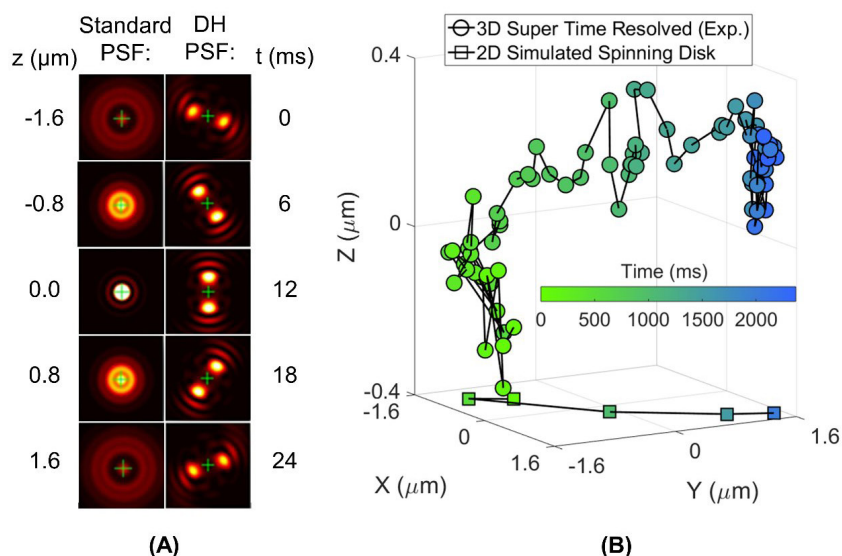 Standard PSF:
DH PSF:
z (μm)
t (ms)
-1.6
0
-0.8
6
0.0
12
0.8
18
1.6
24
(A)
3D Super Time Resolved (Exp.)
2D Simulated Spinning Disk
0.4
0
-0.4
Z (μm)
Time (ms)
0 500 1000 1500 2000
-1.6
0
1.6
X (μm)
-1.6
0
1.6
Y (μm)
(B)